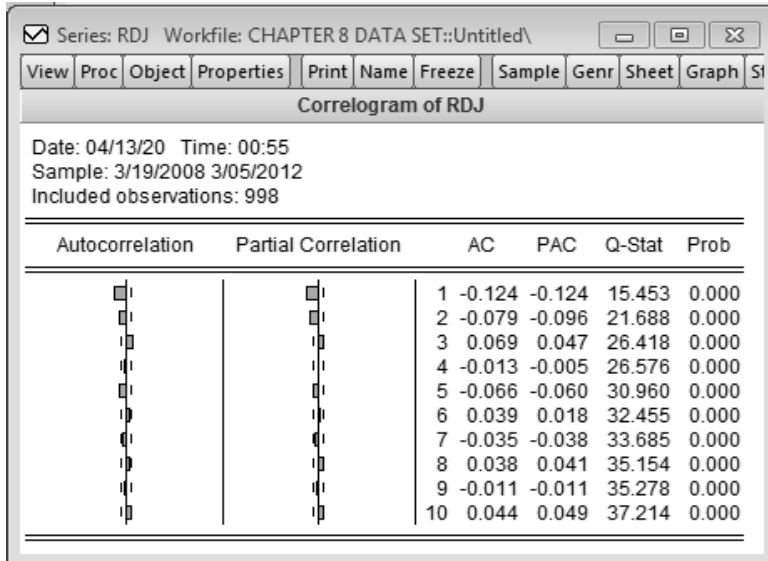 Series: RDJ Workfile: CHAPTER 8 DATA SET::Untitled\
View Proc Object Properties Print Name Freeze Sample Genr Sheet Graph St
Correlogram of RDJ
Date: 04/13/20 Time: 00:55
Sample: 3/19/2008 3/05/2012
Included observations: 998
Autocorrelation Partial Correlation AC PAC Q-Stat Prob
1 -0.124 -0.124 15.453 0.000
2 -0.079 -0.096 21.688 0.000
3 0.069 0.047 26.418 0.000
4 -0.013 -0.005 26.576 0.000
5 -0.066 -0.060 30.960 0.000
6 0.039 0.018 32.455 0.000
7 -0.035 -0.038 33.685 0.000
8 0.038 0.041 35.154 0.000
9 -0.011 -0.011 35.278 0.000
10 0.044 0.049 37.214 0.000